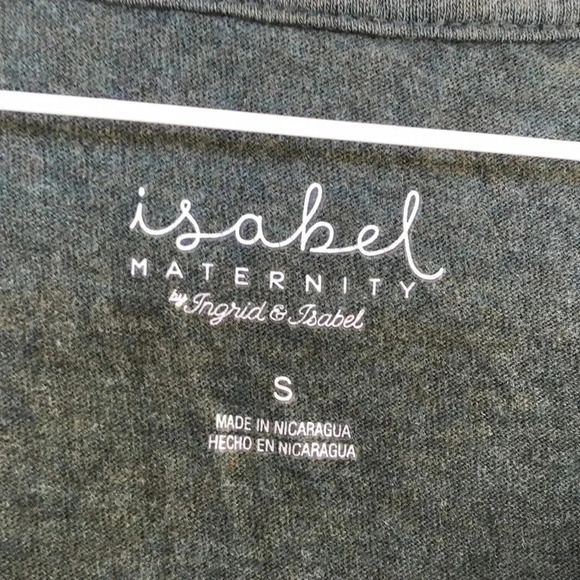 isabel
MATERNITY
by Ingrid & Isabel
S
MADE IN NICARAGUA
HECHO EN NICARAGUA